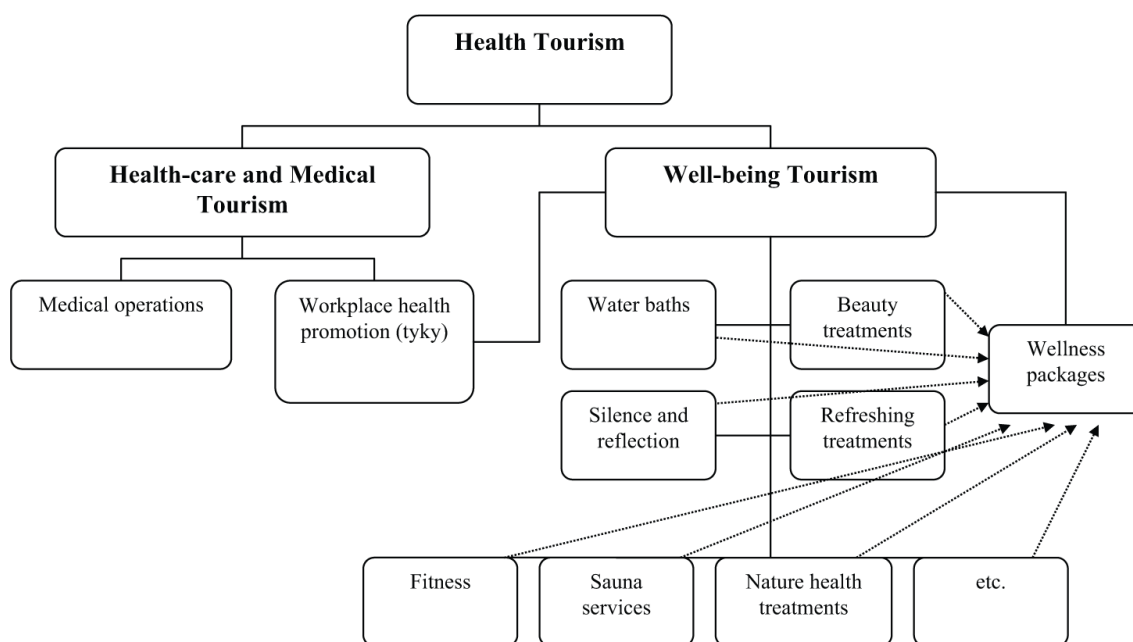 Health Tourism
Health-care and Medical
Tourism
Well-being Tourism
Medical operations
Workplace health
promotion (tyky)
Water baths
Beauty
treatments
Wellness
packages
Silence and
reflection
Refreshing
treatments
Fitness
Sauna
services
Nature health
treatments
etc.